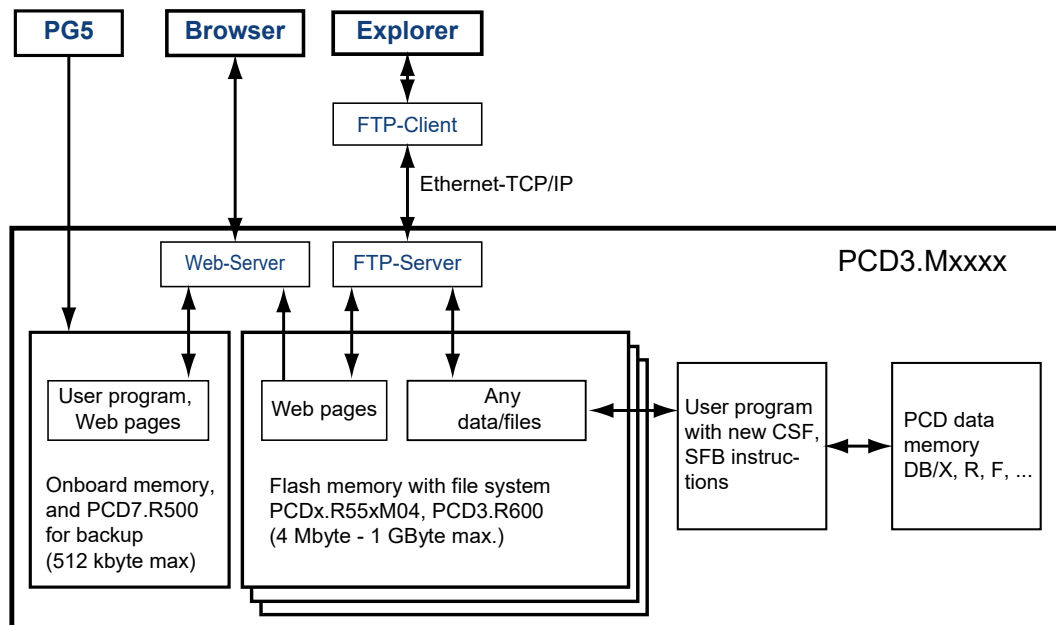 PG5
Browser
Explorer
FTP-Client
Ethernet-TCP/IP
Web-Server
FTP-Server
PCD3.Mxxxx
User program,
Web pages
Web pages
Any
data/files
Onboard memory,
and PCD7.R500
for backup
(512 kbyte max)
Flash memory with file system
PCDx.R55xM04, PCD3.R600
(4 Mbyte - 1 GByte max.)
User program
with new CSF,
SFB instruc-
tions
PCD data
memory
DB/X, R, F, ...